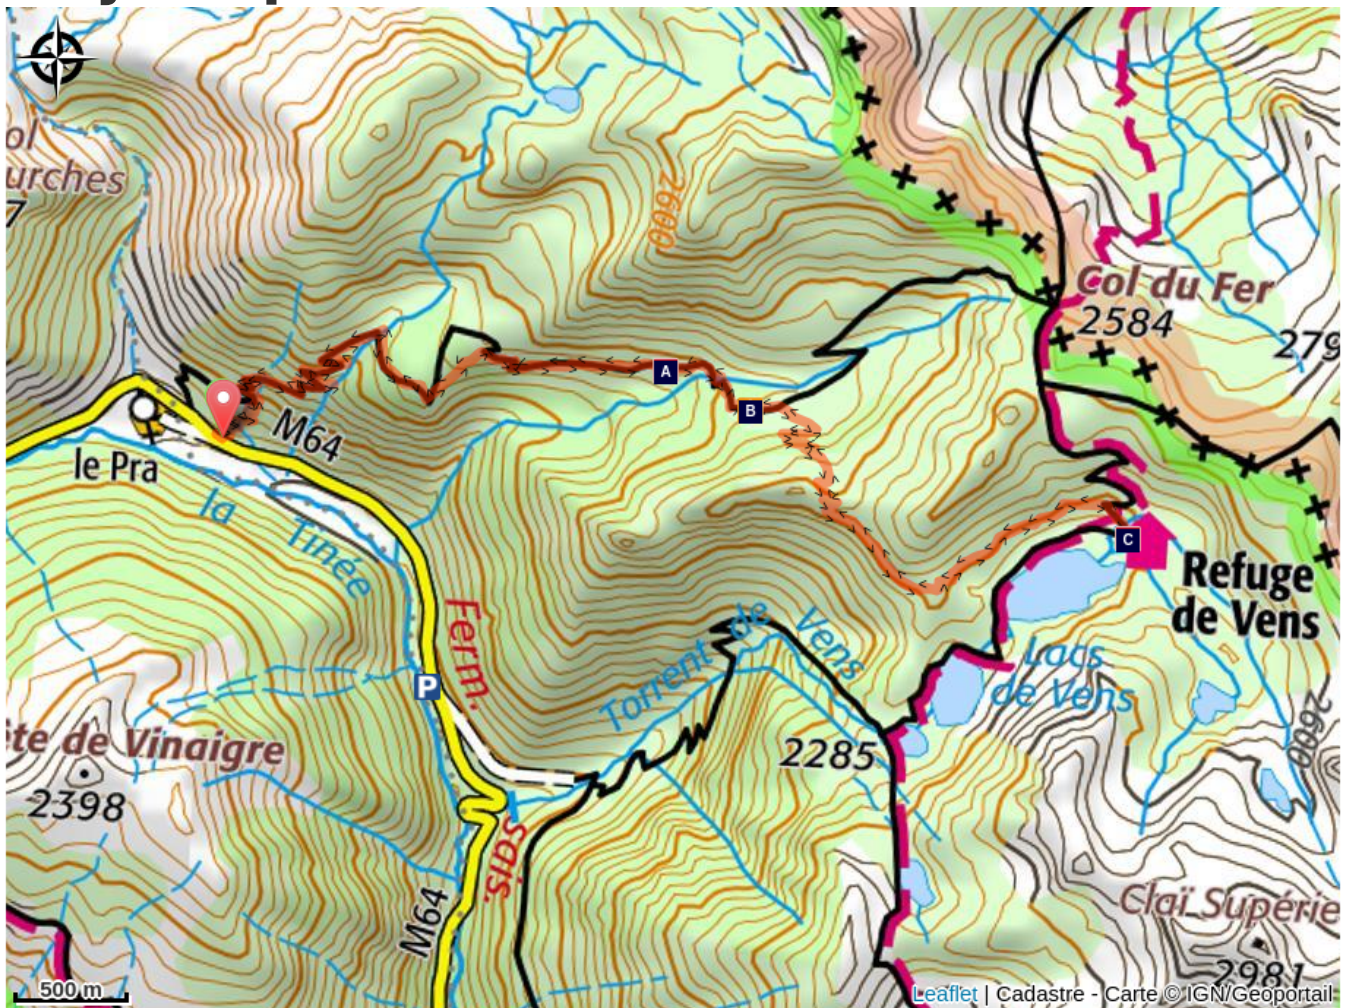 ol
urches
7
2600
Col du Fer
2584
279
A
B
M64
le Pra
la Tinée
C
Refuge
de Vens
Ferm.
Torrent de Vens
Lacs
de Vens
P
2600
ête de Vinaigre
2285
2398
Sais.
M64
Claï Supérie
2981
500 m
Leaflet | Cadastre - Carte © IGN/Geoportail